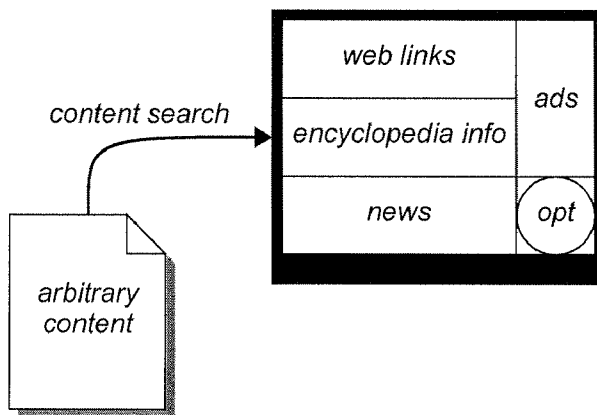 web links
ads
content search
encyclopedia info
news
opt
arbitrary
content